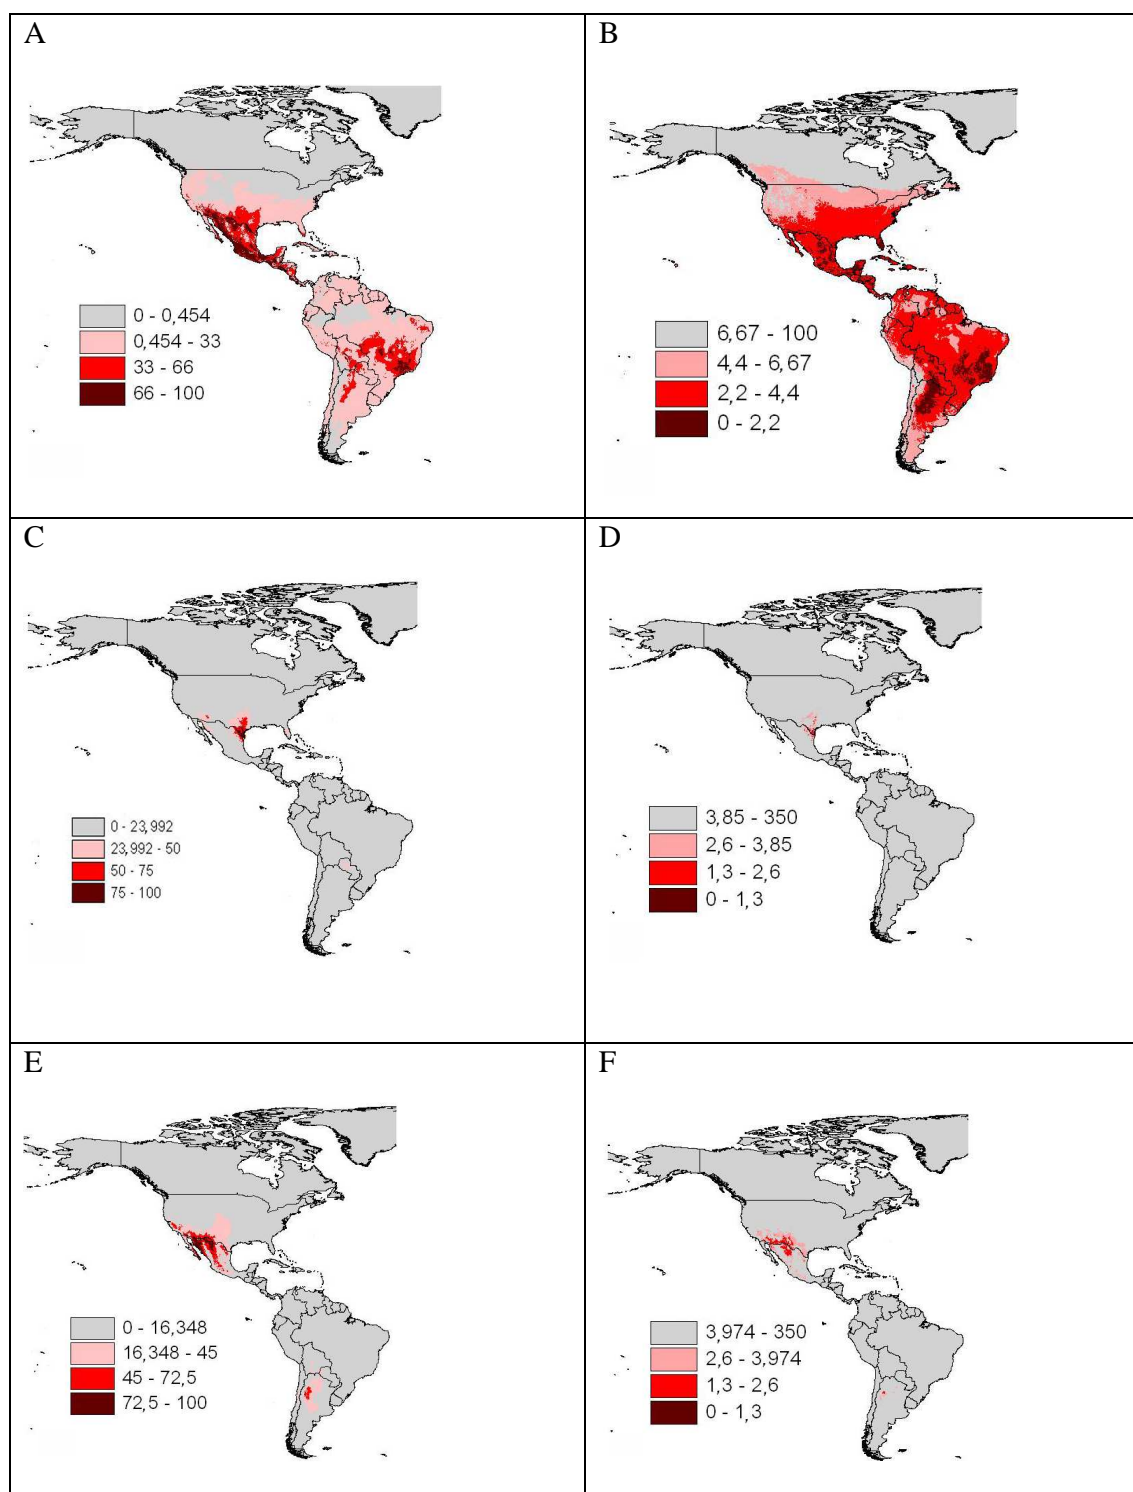 A
0 - 0,454
0,454 - 33
33 - 66
66 - 100
B
6,67 - 100
4,4 - 6,67
2,2 - 4,4
0 - 2,2
C
0 - 23,992
23,992 - 50
50 - 75
75 - 100
D
3,85 - 350
2,6 - 3,85
1,3 - 2,6
0 - 1,3
E
0 - 16,348
16,348 - 45
45 - 72,5
72,5 - 100
F
3,974 - 350
2,6 - 3,974
1,3 - 2,6
0 - 1,3